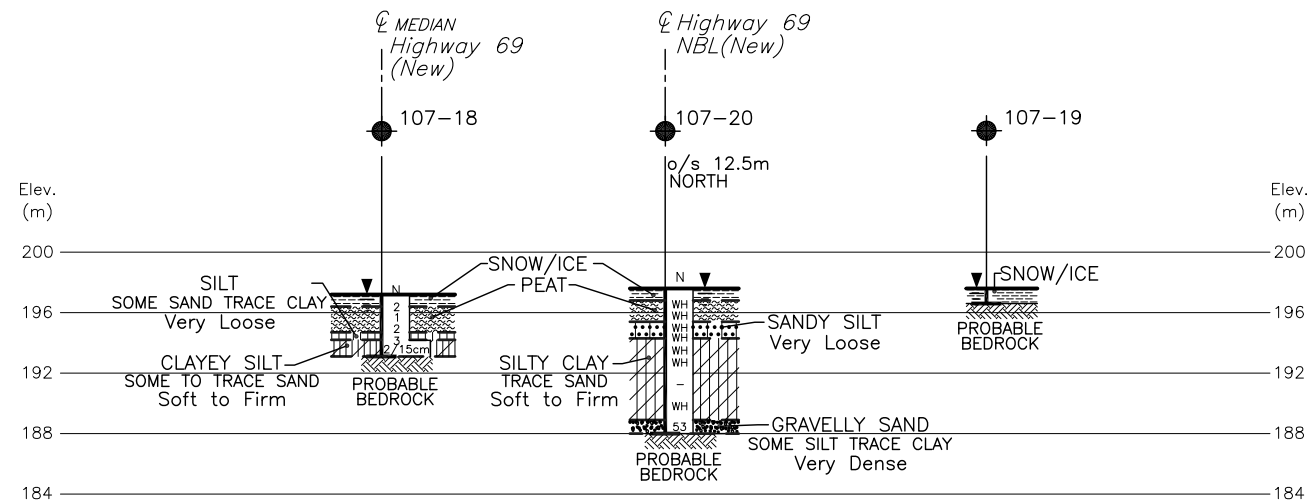 ℄ MEDIAN
Highway 69
(New)
℄ Highway 69
NBL(New)
107-18
107-20
107-19
o/s 12.5m
NORTH
Elev.
(m)
Elev.
(m)
200
200
SILT
SOME SAND TRACE CLAY
Very Loose
SNOW/ICE
PEAT
SNOW/ICE
N
2
1
2
3
2/15cm
N
WH
WH
WH
WH
WH
WH
–
WH
53
196
196
SANDY SILT
Very Loose
PROBABLE
BEDROCK
CLAYEY SILT
SOME TO TRACE SAND
Soft to Firm
PROBABLE
BEDROCK
SILTY CLAY
TRACE SAND
Soft to Firm
192
192
GRAVELLY SAND
SOME SILT TRACE CLAY
Very Dense
188
188
PROBABLE
BEDROCK
184
184